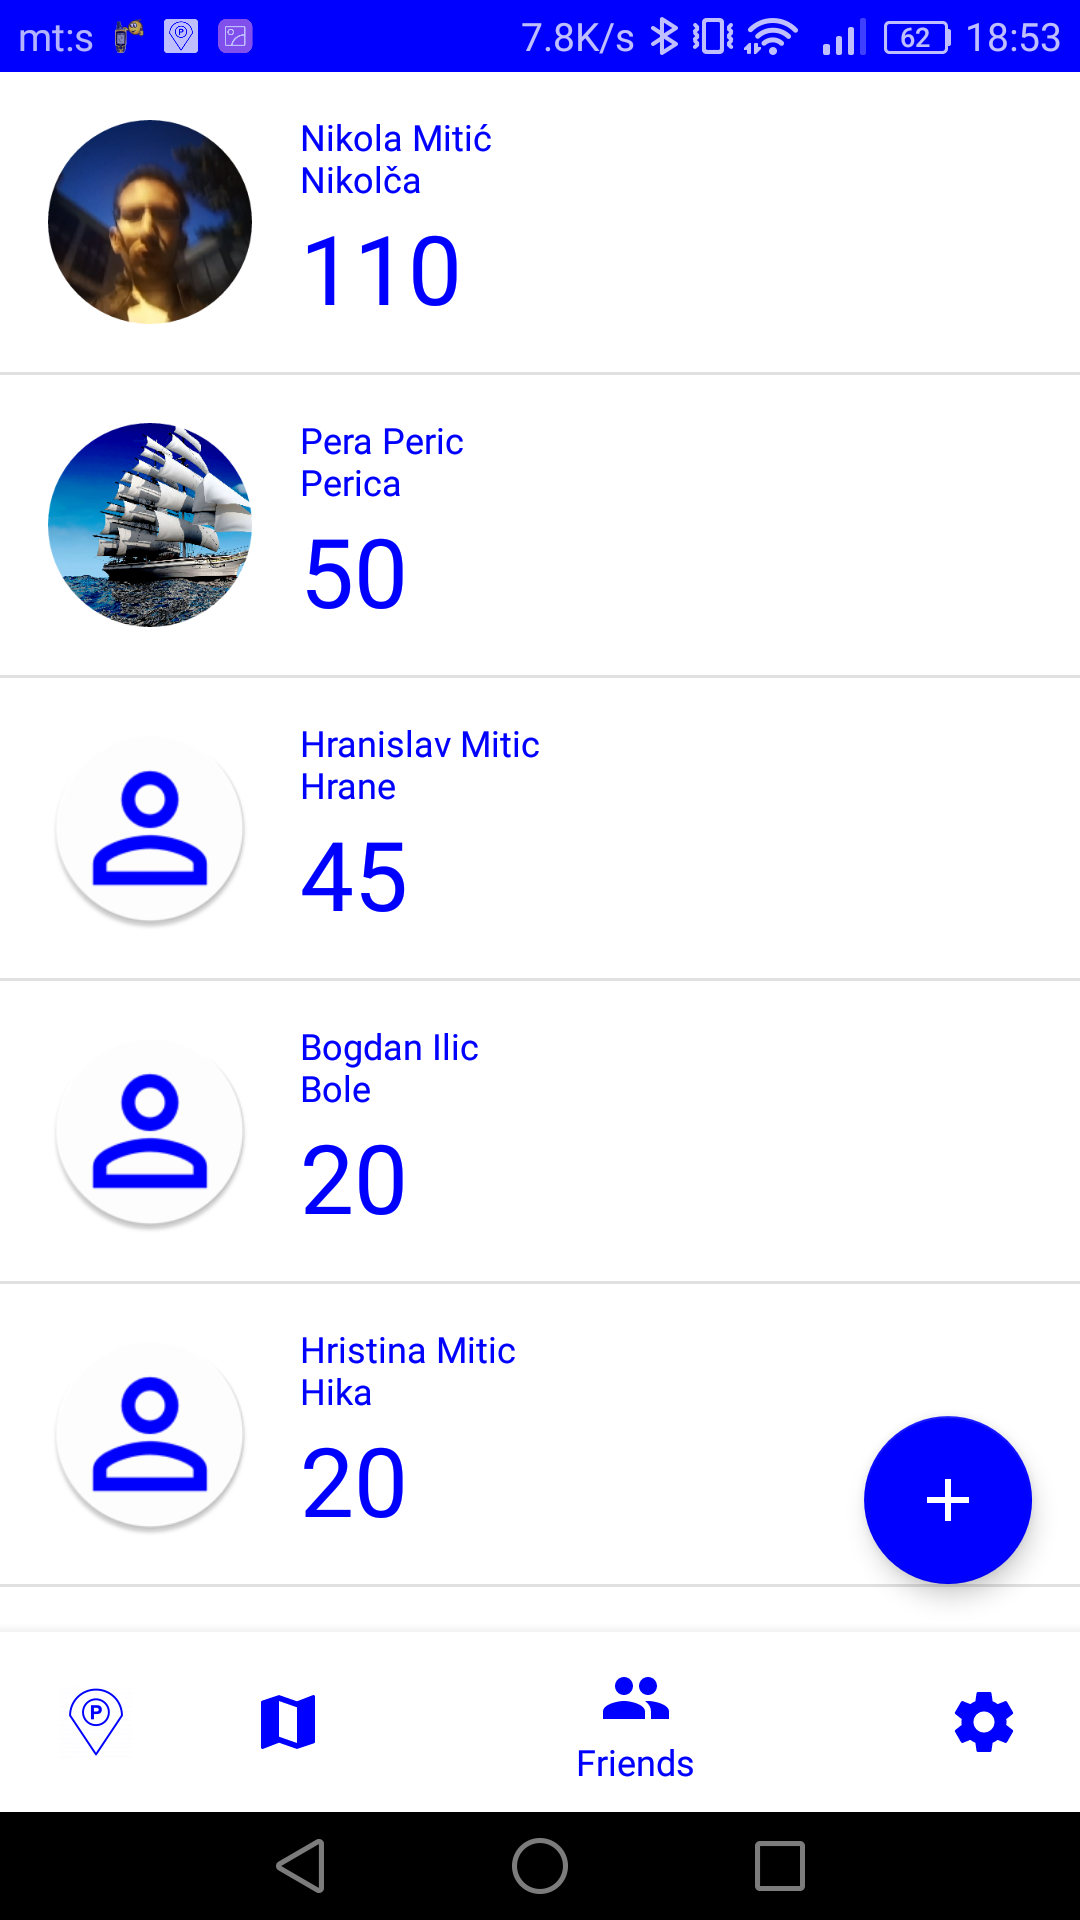 mt:s 7.8K/s 62 18:53
Nikola Mitić
Nikolča
110
Pera Peric
Perica
50
Hranislav Mitic
Hrane
45
Bogdan Ilic
Bole
20
Hristina Mitic
Hika
20
P
Friends